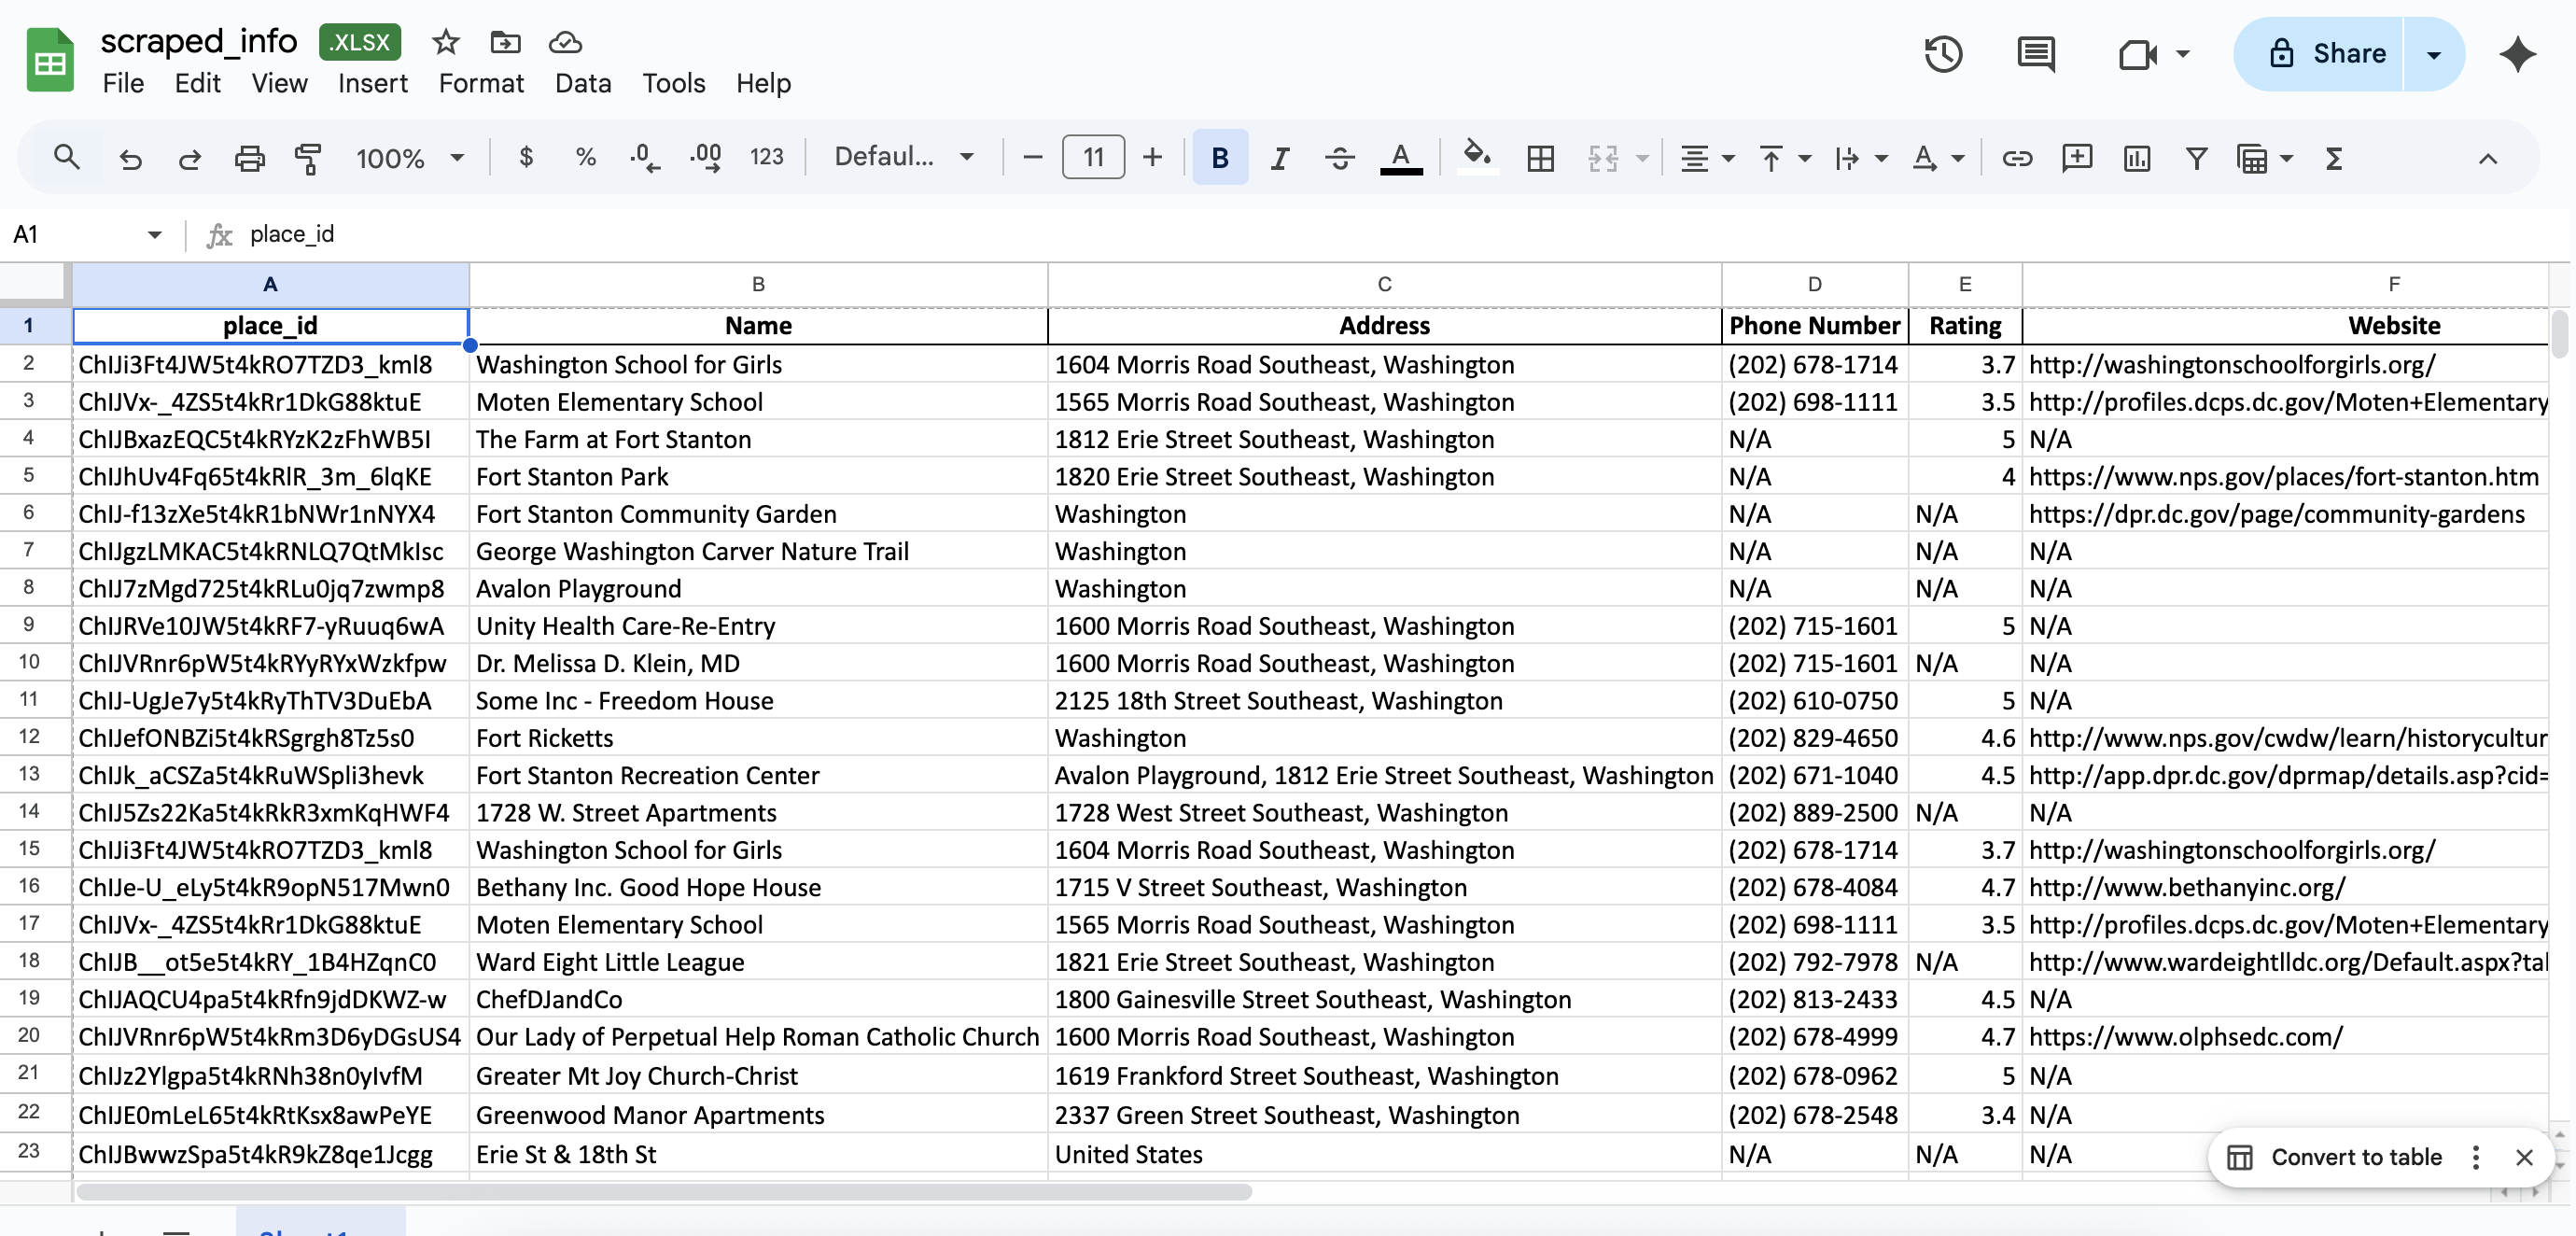 scraped_info .XLSX
File Edit View Insert Format Data Tools Help
Share
100% $ % .0 .00 123 Defaul... 11 B I A
A1 fx place_id
A B C D E F
1 place_id Name Address Phone Number Rating Website
2 ChIJi3Ft4JW5t4kRO7TZD3_kml8 Washington School for Girls 1604 Morris Road Southeast, Washington (202) 678-1714 3.7 http://washingtonschoolforgirls.org/
3 ChIJVx-_4ZS5t4kRr1DkG88ktuE Moten Elementary School 1565 Morris Road Southeast, Washington (202) 698-1111 3.5 http://profiles.dcps.dc.gov/Moten+Elementary
4 ChIJBxazEQC5t4kRYzK2zFhWB5I The Farm at Fort Stanton 1812 Erie Street Southeast, Washington N/A 5 N/A
5 ChIJhUv4Fq65t4kRlR_3m_6lqKE Fort Stanton Park 1820 Erie Street Southeast, Washington N/A 4 https://www.nps.gov/places/fort-stanton.htm
6 ChIJ-f13zXe5t4kR1bNWr1nNYX4 Fort Stanton Community Garden Washington N/A N/A https://dpr.dc.gov/page/community-gardens
7 ChIJgzLMKAC5t4kRNLQ7QtMkIsc George Washington Carver Nature Trail Washington N/A N/A N/A
8 ChIJ7zMgd725t4kRLu0jq7zwmp8 Avalon Playground Washington N/A N/A N/A
9 ChIJRVe10JW5t4kRF7-yRuuq6wA Unity Health Care-Re-Entry 1600 Morris Road Southeast, Washington (202) 715-1601 5 N/A
10 ChIJVRnr6pW5t4kRYyRYxWzkfpw Dr. Melissa D. Klein, MD 1600 Morris Road Southeast, Washington (202) 715-1601 N/A N/A
11 ChIJ-UgJe7y5t4kRyThTV3DuEbA Some Inc - Freedom House 2125 18th Street Southeast, Washington (202) 610-0750 5 N/A
12 ChIJefONBZi5t4kRSgrgh8Tz5s0 Fort Ricketts Washington (202) 829-4650 4.6 http://www.nps.gov/cwdw/learn/historycultur
13 ChIJk_aCSZa5t4kRuWSpli3hevk Fort Stanton Recreation Center Avalon Playground, 1812 Erie Street Southeast, Washington (202) 671-1040 4.5 http://app.dpr.dc.gov/dprmap/details.asp?cid=
14 ChIJ5Zs22Ka5t4kRkR3xmKqHWF4 1728 W. Street Apartments 1728 West Street Southeast, Washington (202) 889-2500 N/A N/A
15 ChIJi3Ft4JW5t4kRO7TZD3_kml8 Washington School for Girls 1604 Morris Road Southeast, Washington (202) 678-1714 3.7 http://washingtonschoolforgirls.org/
16 ChIJe-U_eLy5t4kR9opN517Mwn0 Bethany Inc. Good Hope House 1715 V Street Southeast, Washington (202) 678-4084 4.7 http://www.bethanyinc.org/
17 ChIJVx-_4ZS5t4kRr1DkG88ktuE Moten Elementary School 1565 Morris Road Southeast, Washington (202) 698-1111 3.5 http://profiles.dcps.dc.gov/Moten+Elementary
18 ChIJB__ot5e5t4kRY_1B4HZqnC0 Ward Eight Little League 1821 Erie Street Southeast, Washington (202) 792-7978 N/A http://www.wardeightlldc.org/Default.aspx?tal
19 ChIJAQCU4pa5t4kRfn9jdDKWZ-w ChefDJandCo 1800 Gainesville Street Southeast, Washington (202) 813-2433 4.5 N/A
20 ChIJVRnr6pW5t4kRm3D6yDGsUS4 Our Lady of Perpetual Help Roman Catholic Church 1600 Morris Road Southeast, Washington (202) 678-4999 4.7 https://www.olphsedc.com/
21 ChIJz2Ylgpa5t4kRNh38n0yIvfM Greater Mt Joy Church-Christ 1619 Frankford Street Southeast, Washington (202) 678-0962 5 N/A
22 ChIJE0mLeL65t4kRtKsx8awPeYE Greenwood Manor Apartments 2337 Green Street Southeast, Washington (202) 678-2548 3.4 N/A
23 ChIJBwwzSpa5t4kR9kZ8qe1Jcgg Erie St & 18th St United States N/A N/A N/A
Convert to table